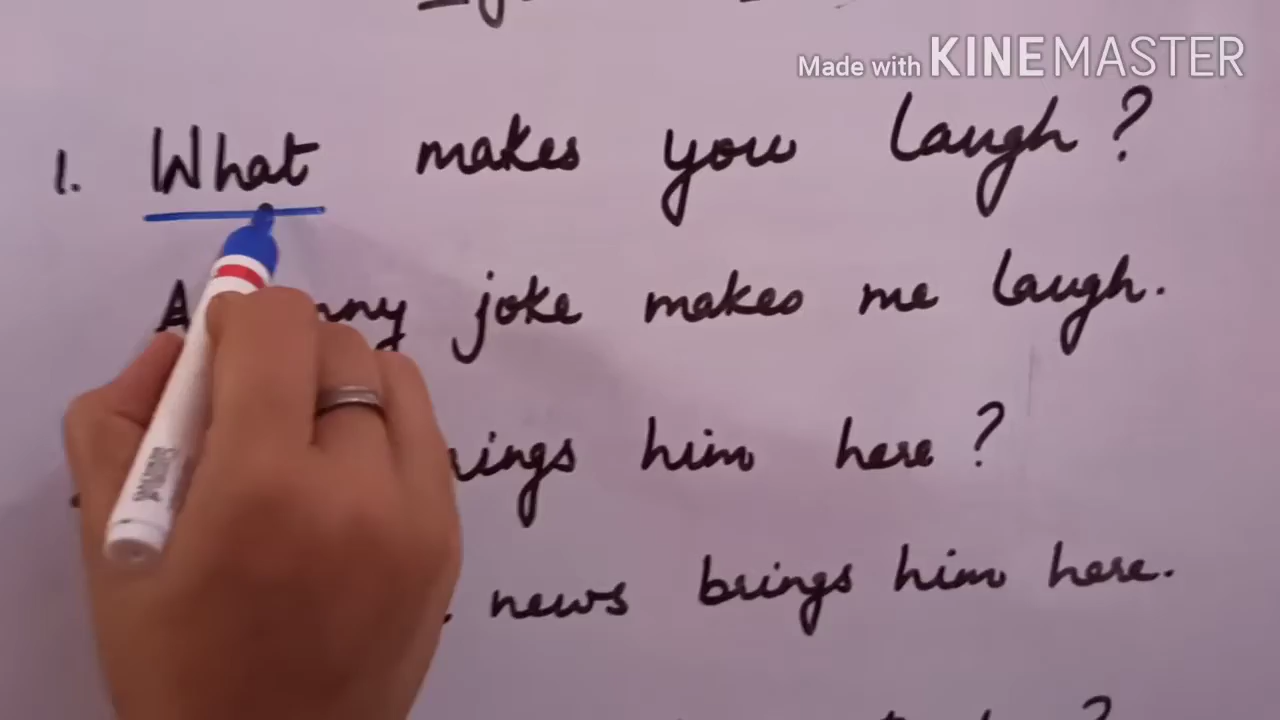 Made with KINEMASTER
1. What makes you laugh?
joke makes me laugh.
him here?
news brings him here.
?